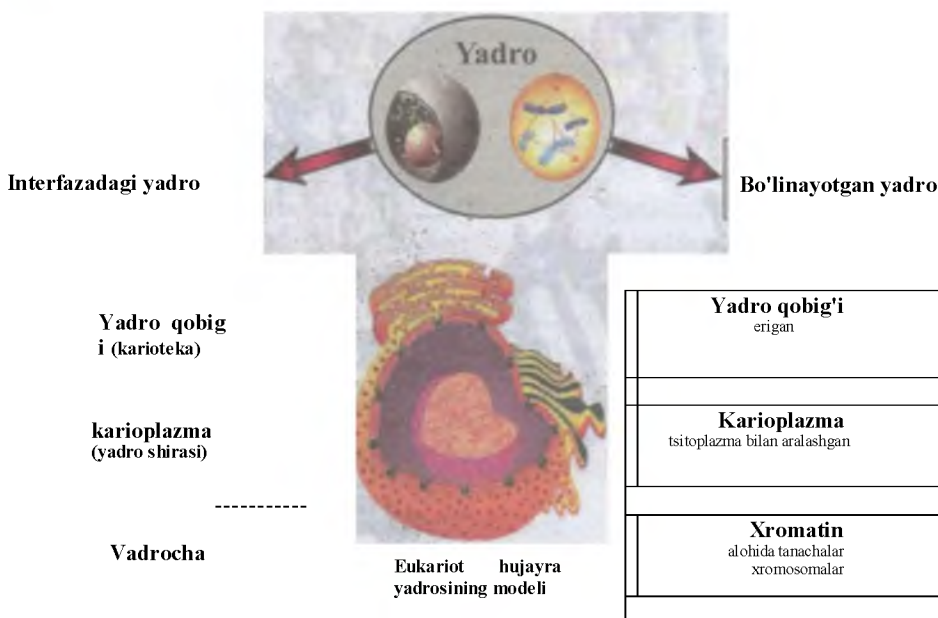 Yadro
Interfazadagi yadro
Bo'linayotgan yadro
Yadro qobig
i (karioteka)
karioplazma
(yadro shirasi)
Vadrocha
Eukariot hujayra
yadrosining modeli
Yadro qobig'i
erigan
Karioplazma
tsitoplazma bilan aralashgan
Xromatin
alohida tanachalar
xromosomalar